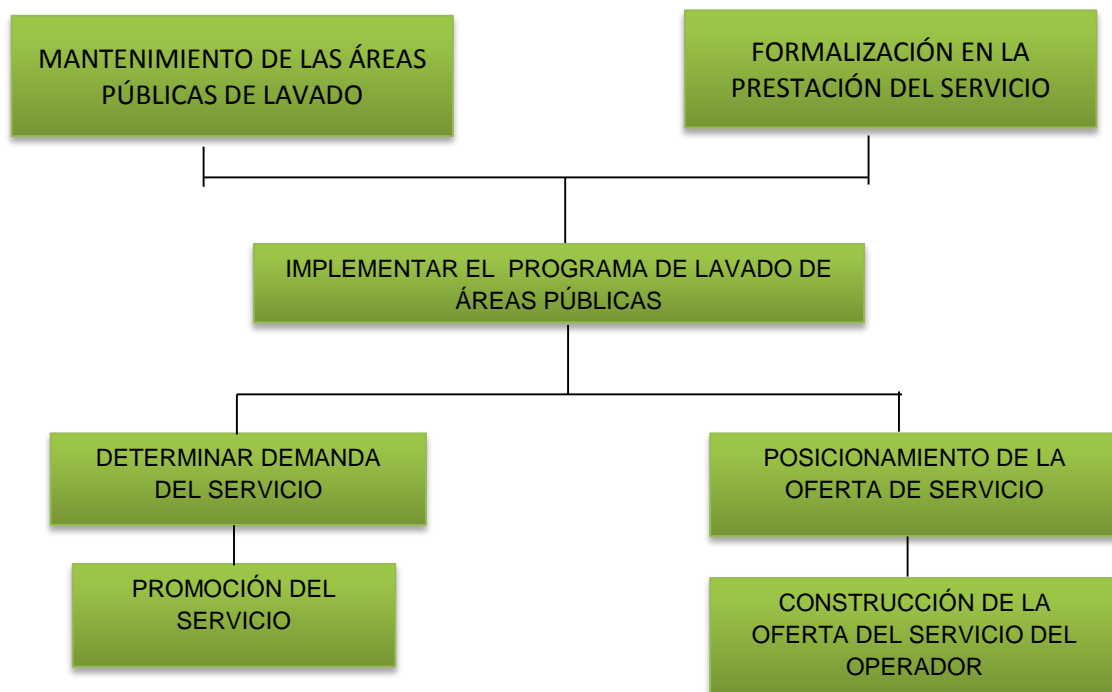 MANTENIMIENTO DE LAS ÁREAS
PÚBLICAS DE LAVADO
FORMALIZACIÓN EN LA
PRESTACIÓN DEL SERVICIO
IMPLEMENTAR EL PROGRAMA DE LAVADO DE
ÁREAS PÚBLICAS
DETERMINAR DEMANDA
DEL SERVICIO
POSICIONAMIENTO DE LA
OFERTA DE SERVICIO
PROMOCIÓN DEL
SERVICIO
CONSTRUCCIÓN DE LA
OFERTA DEL SERVICIO DEL
OPERADOR